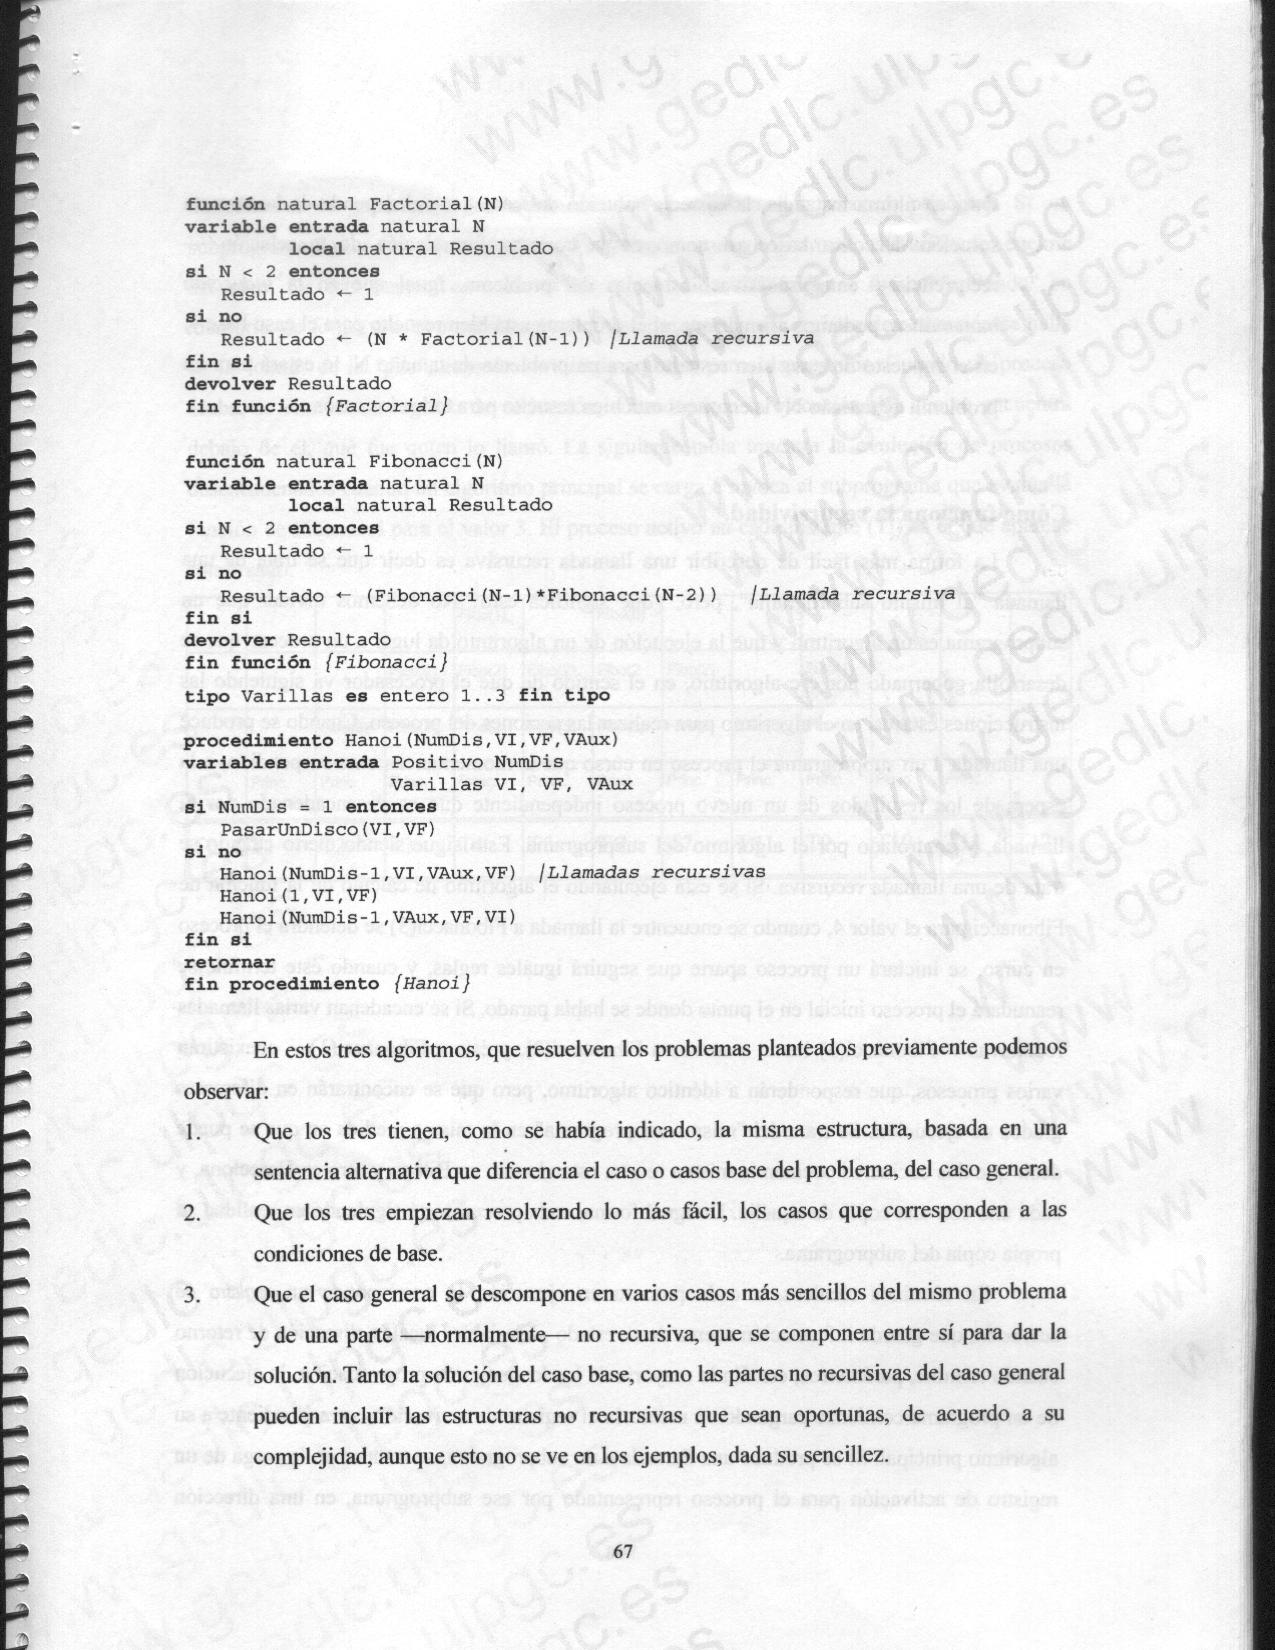 función natural Factorial(N)
variable entrada natural N
local natural Resultado
si N < 2 entonces
Resultado ← 1
si no
Resultado ← (N * Factorial(N-1)) |Llamada recursiva
fin si
devolver Resultado
fin función {Factorial}
función natural Fibonacci(N)
variable entrada natural N
local natural Resultado
si N < 2 entonces
Resultado ← 1
si no
Resultado ← (Fibonacci(N-1)*Fibonacci(N-2)) |Llamada recursiva
fin si
devolver Resultado
fin función {Fibonacci}
tipo Varillas es entero 1..3 fin tipo
procedimiento Hanoi(NumDis,VI,VF,VAux)
variables entrada Positivo NumDis
Varillas VI, VF, VAux
si NumDis = 1 entonces
PasarUnDisco(VI,VF)
si no
Hanoi(NumDis-1,VI,VAux,VF) |Llamadas recursivas
Hanoi(1,VI,VF)
Hanoi(NumDis-1,VAux,VF,VI)
fin si
retornar
fin procedimiento {Hanoi}
En estos tres algoritmos, que resuelven los problemas planteados previamente podemos
observar:
1. Que los tres tienen, como se había indicado, la misma estructura, basada en una
sentencia alternativa que diferencia el caso o casos base del problema, del caso general.
2. Que los tres empiezan resolviendo lo más fácil, los casos que corresponden a las
condiciones de base.
3. Que el caso general se descompone en varios casos más sencillos del mismo problema
y de una parte —normalmente— no recursiva, que se componen entre sí para dar la
solución. Tanto la solución del caso base, como las partes no recursivas del caso general
pueden incluir las estructuras no recursivas que sean oportunas, de acuerdo a su
complejidad, aunque esto no se ve en los ejemplos, dada su sencillez.
67
www.gedlc.ulpgc.es